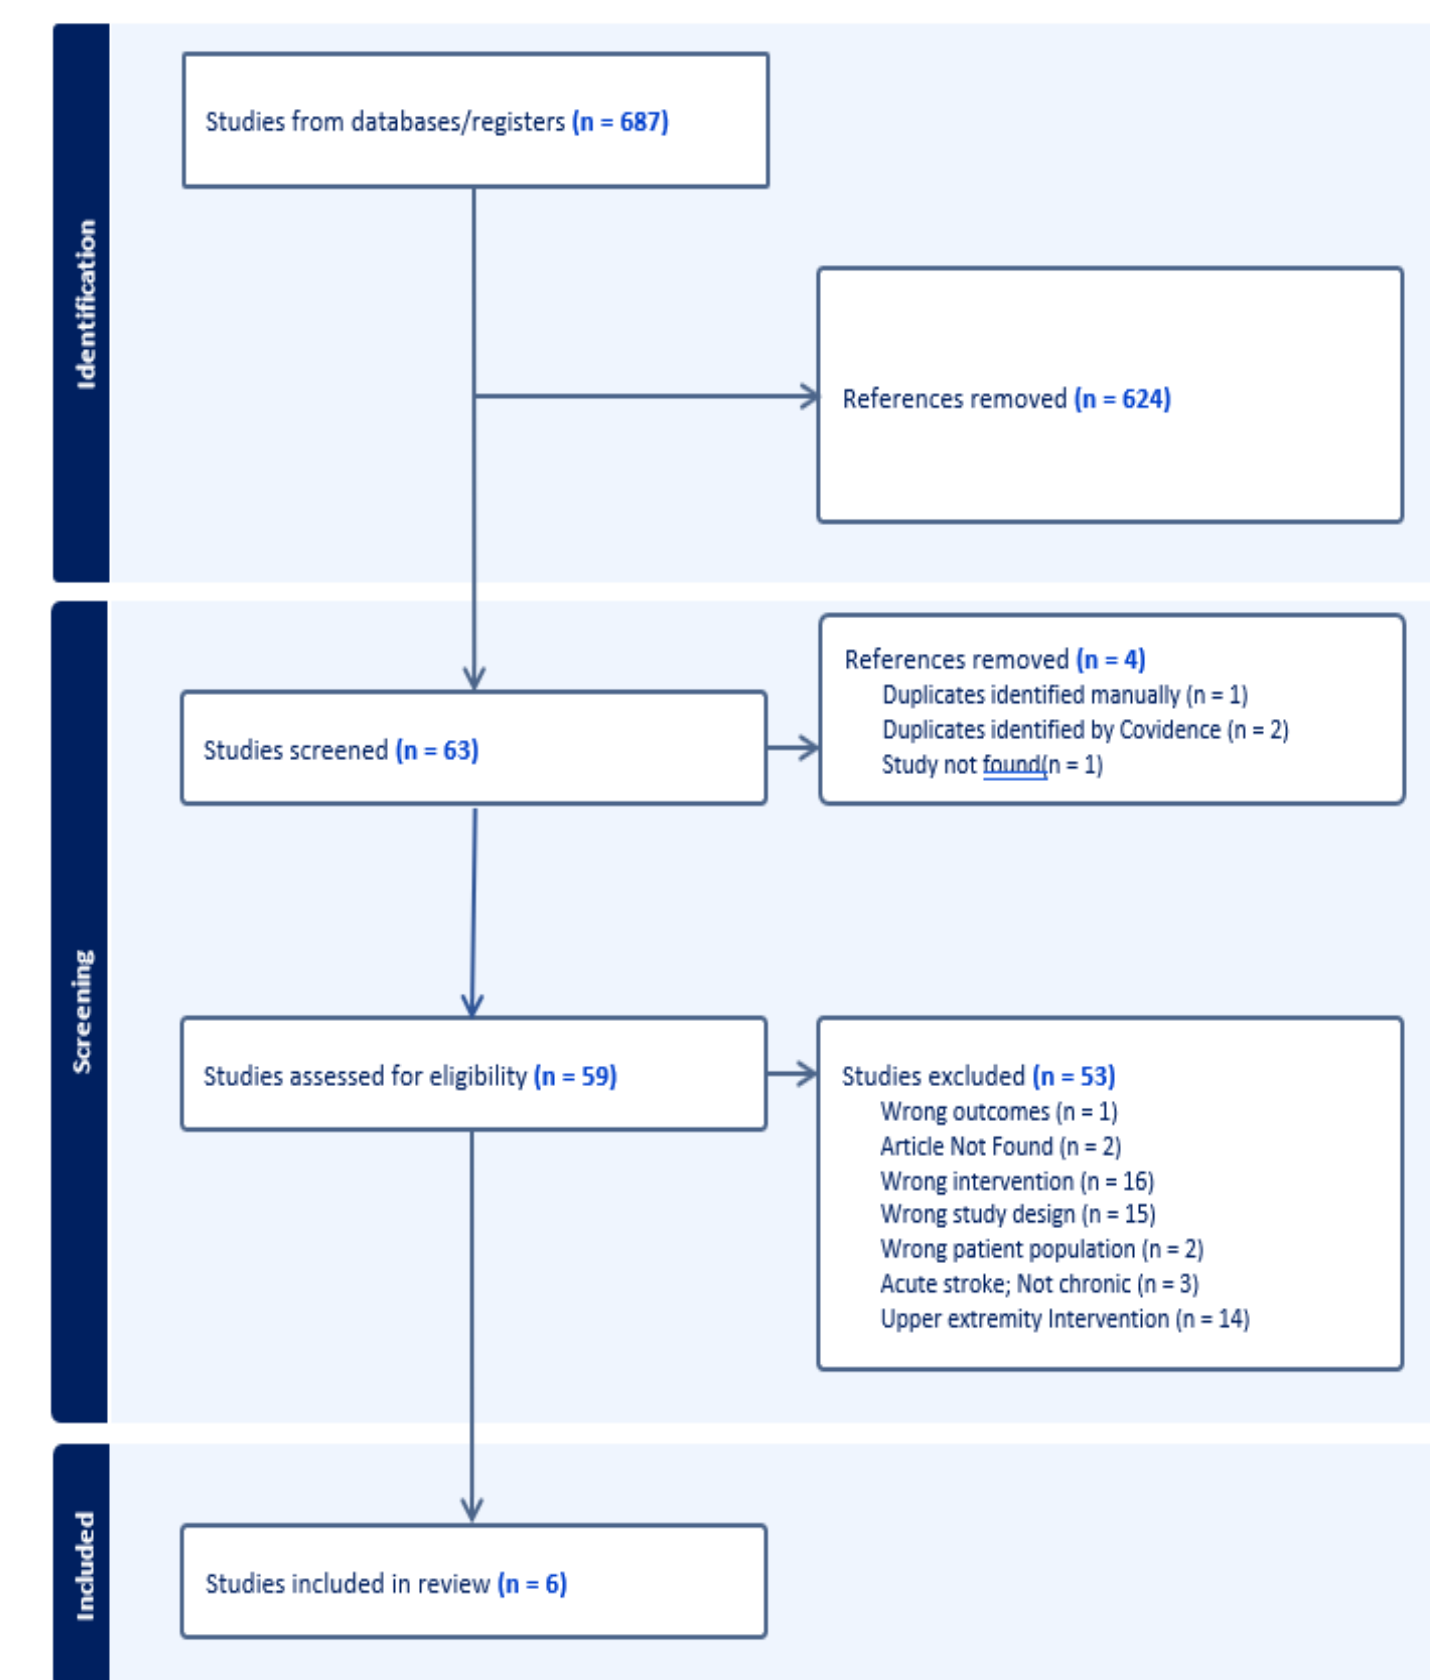 Identification
Studies from databases/registers (n = 687)
References removed (n = 624)
Screening
Studies screened (n = 63)
References removed (n = 4)
Duplicates identified manually (n = 1)
Duplicates identified by Covidence (n = 2)
Study not found(n = 1)
Studies assessed for eligibility (n = 59)
Studies excluded (n = 53)
Wrong outcomes (n = 1)
Article Not Found (n = 2)
Wrong intervention (n = 16)
Wrong study design (n = 15)
Wrong patient population (n = 2)
Acute stroke; Not chronic (n = 3)
Upper extremity Intervention (n = 14)
Included
Studies included in review (n = 6)